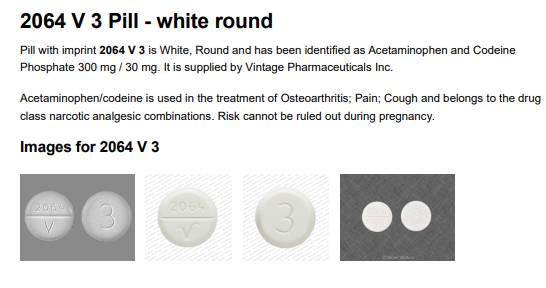 2064 V 3 Pill - white round
Pill with imprint 2064 V 3 is White, Round and has been identified as Acetaminophen and Codeine
Phosphate 300 mg / 30 mg. It is supplied by Vintage Pharmaceuticals Inc.
Acetaminophen/codeine is used in the treatment of Osteoarthritis; Pain; Cough and belongs to the drug
class narcotic analgesic combinations. Risk cannot be ruled out during pregnancy.
Images for 2064 V 3
2064
V
3
2064
V
3